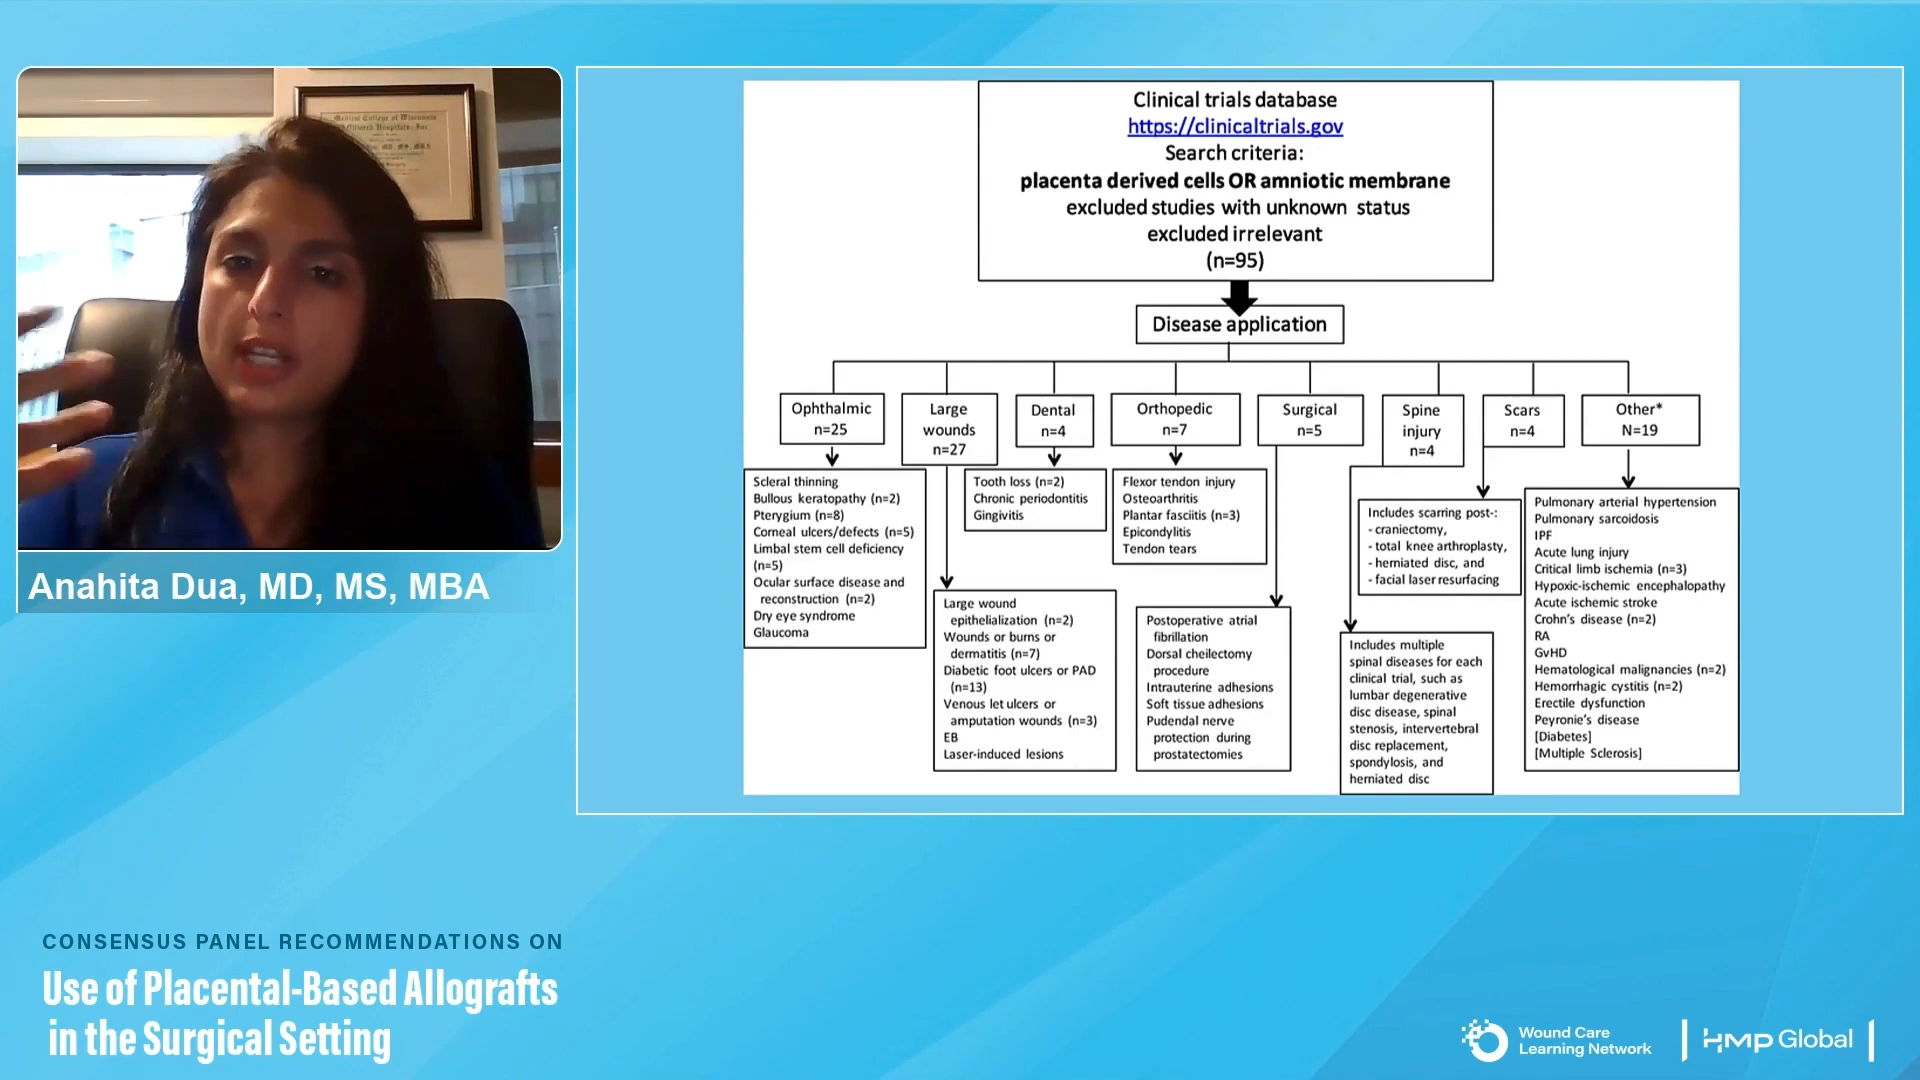 Medical College of Wisconsin
Affiliated Hospitals, Inc.
Anahita Dua, MD, MS, MBA
Clinical trials database
https://clinicaltrials.gov
Search criteria:
placenta derived cells OR amniotic membrane
excluded studies with unknown status
excluded irrelevant
(n=95)
Disease application
Ophthalmic
n=25
Large
wounds
n=27
Dental
n=4
Orthopedic
n=7
Surgical
n=5
Spine
injury
n=4
Scars
n=4
Other*
N=19
Scleral thinning
Bullous keratopathy (n=2)
Pterygium (n=8)
Corneal ulcers/defects (n=5)
Limbal stem cell deficiency
(n=5)
Ocular surface disease and
reconstruction (n=2)
Dry eye syndrome
Glaucoma
Large wound
epithelialization (n=2)
Wounds or burns or
dermatitis (n=7)
Diabetic foot ulcers or PAD
(n=13)
Venous let ulcers or
amputation wounds (n=3)
EB
Laser-induced lesions
Tooth loss (n=2)
Chronic periodontitis
Gingivitis
Flexor tendon injury
Osteoarthritis
Plantar fasciitis (n=3)
Epicondylitis
Tendon tears
Postoperative atrial
fibrillation
Dorsal cheilectomy
procedure
Intrauterine adhesions
Soft tissue adhesions
Pudendal nerve
protection during
prostatectomies
Includes multiple
spinal diseases for each
clinical trial, such as
lumbar degenerative
disc disease, spinal
stenosis, intervertebral
disc replacement,
spondylosis, and
herniated disc
Includes scarring post-:
- craniectomy,
- total knee arthroplasty,
- herniated disc, and
- facial laser resurfacing
Pulmonary arterial hypertension
Pulmonary sarcoidosis
IPF
Acute lung injury
Critical limb ischemia (n=3)
Hypoxic-ischemic encephalopathy
Acute ischemic stroke
Crohn's disease (n=2)
RA
GvHD
Hematological malignancies (n=2)
Hemorrhagic cystitis (n=2)
Erectile dysfunction
Peyronie's disease
[Diabetes]
[Multiple Sclerosis]
CONSENSUS PANEL RECOMMENDATIONS ON
Use of Placental-Based Allografts
in the Surgical Setting
Wound Care
Learning Network
HMP Global